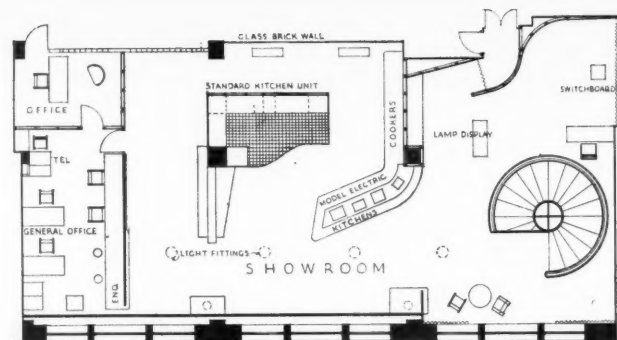 GLASS BRICK WALL
OFFICE
STANDARD KITCHEN UNIT
COOKERS
SWITCHBOARD
LAMP DISPLAY
TEL
MODEL ELECTRIC
KITCHENS
GENERAL OFFICE
LIGHT FITTINGS
SHOWROOM
ENQ